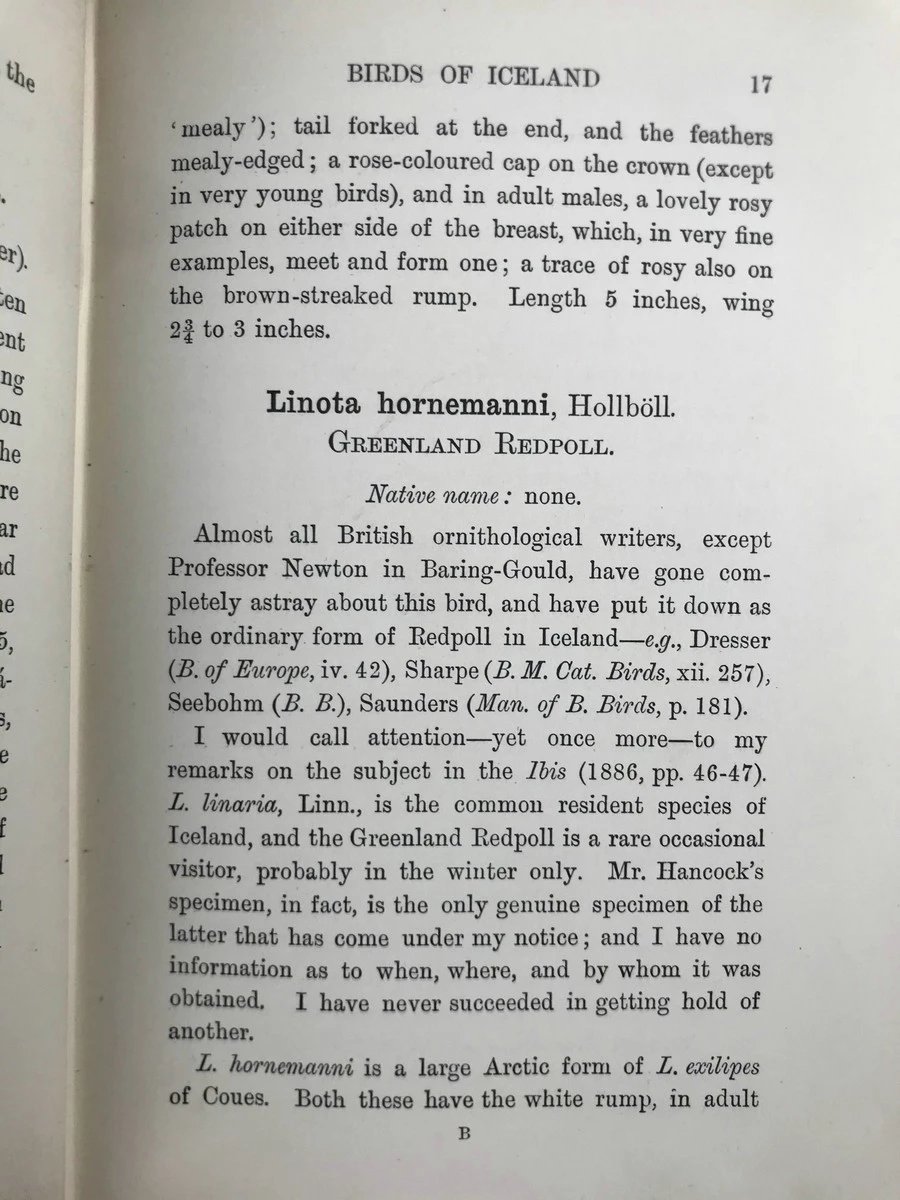 BIRDS OF ICELAND 17
‘mealy’); tail forked at the end, and the feathers
mealy-edged; a rose-coloured cap on the crown (except
in very young birds), and in adult males, a lovely rosy
patch on either side of the breast, which, in very fine
examples, meet and form one; a trace of rosy also on
the brown-streaked rump. Length 5 inches, wing
2¾ to 3 inches.
Linota hornemanni, Hollböll.
GREENLAND REDPOLL.
Native name: none.
Almost all British ornithological writers, except
Professor Newton in Baring-Gould, have gone com-
pletely astray about this bird, and have put it down as
the ordinary form of Redpoll in Iceland—e.g., Dresser
(B. of Europe, iv. 42), Sharpe (B. M. Cat. Birds, xii. 257),
Seebohm (B. B.), Saunders (Man. of B. Birds, p. 181).
I would call attention—yet once more—to my
remarks on the subject in the Ibis (1886, pp. 46-47).
L. linaria, Linn., is the common resident species of
Iceland, and the Greenland Redpoll is a rare occasional
visitor, probably in the winter only. Mr. Hancock’s
specimen, in fact, is the only genuine specimen of the
latter that has come under my notice; and I have no
information as to when, where, and by whom it was
obtained. I have never succeeded in getting hold of
another.
L. hornemanni is a large Arctic form of L. exilipes
of Coues. Both these have the white rump, in adult
B